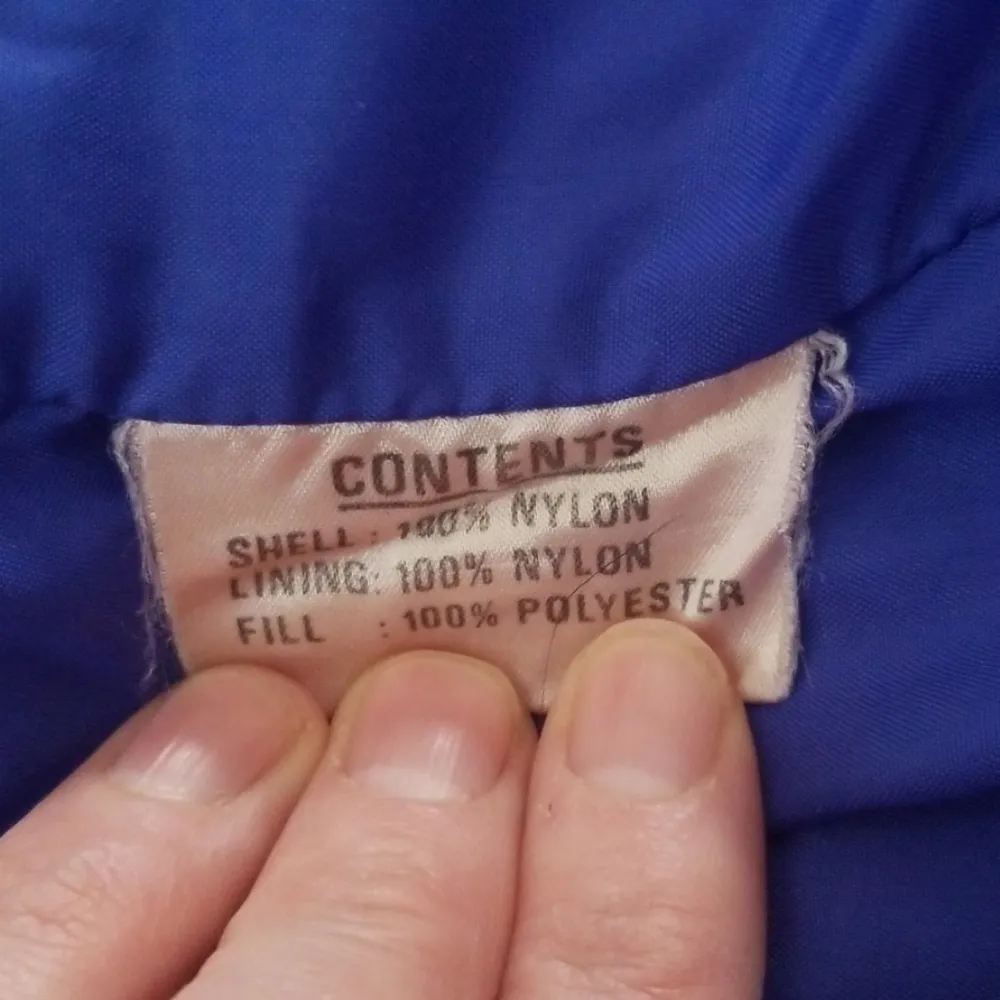 CONTENTS
SHELL : 100% NYLON
LINING: 100% NYLON
FILL : 100% POLYESTER